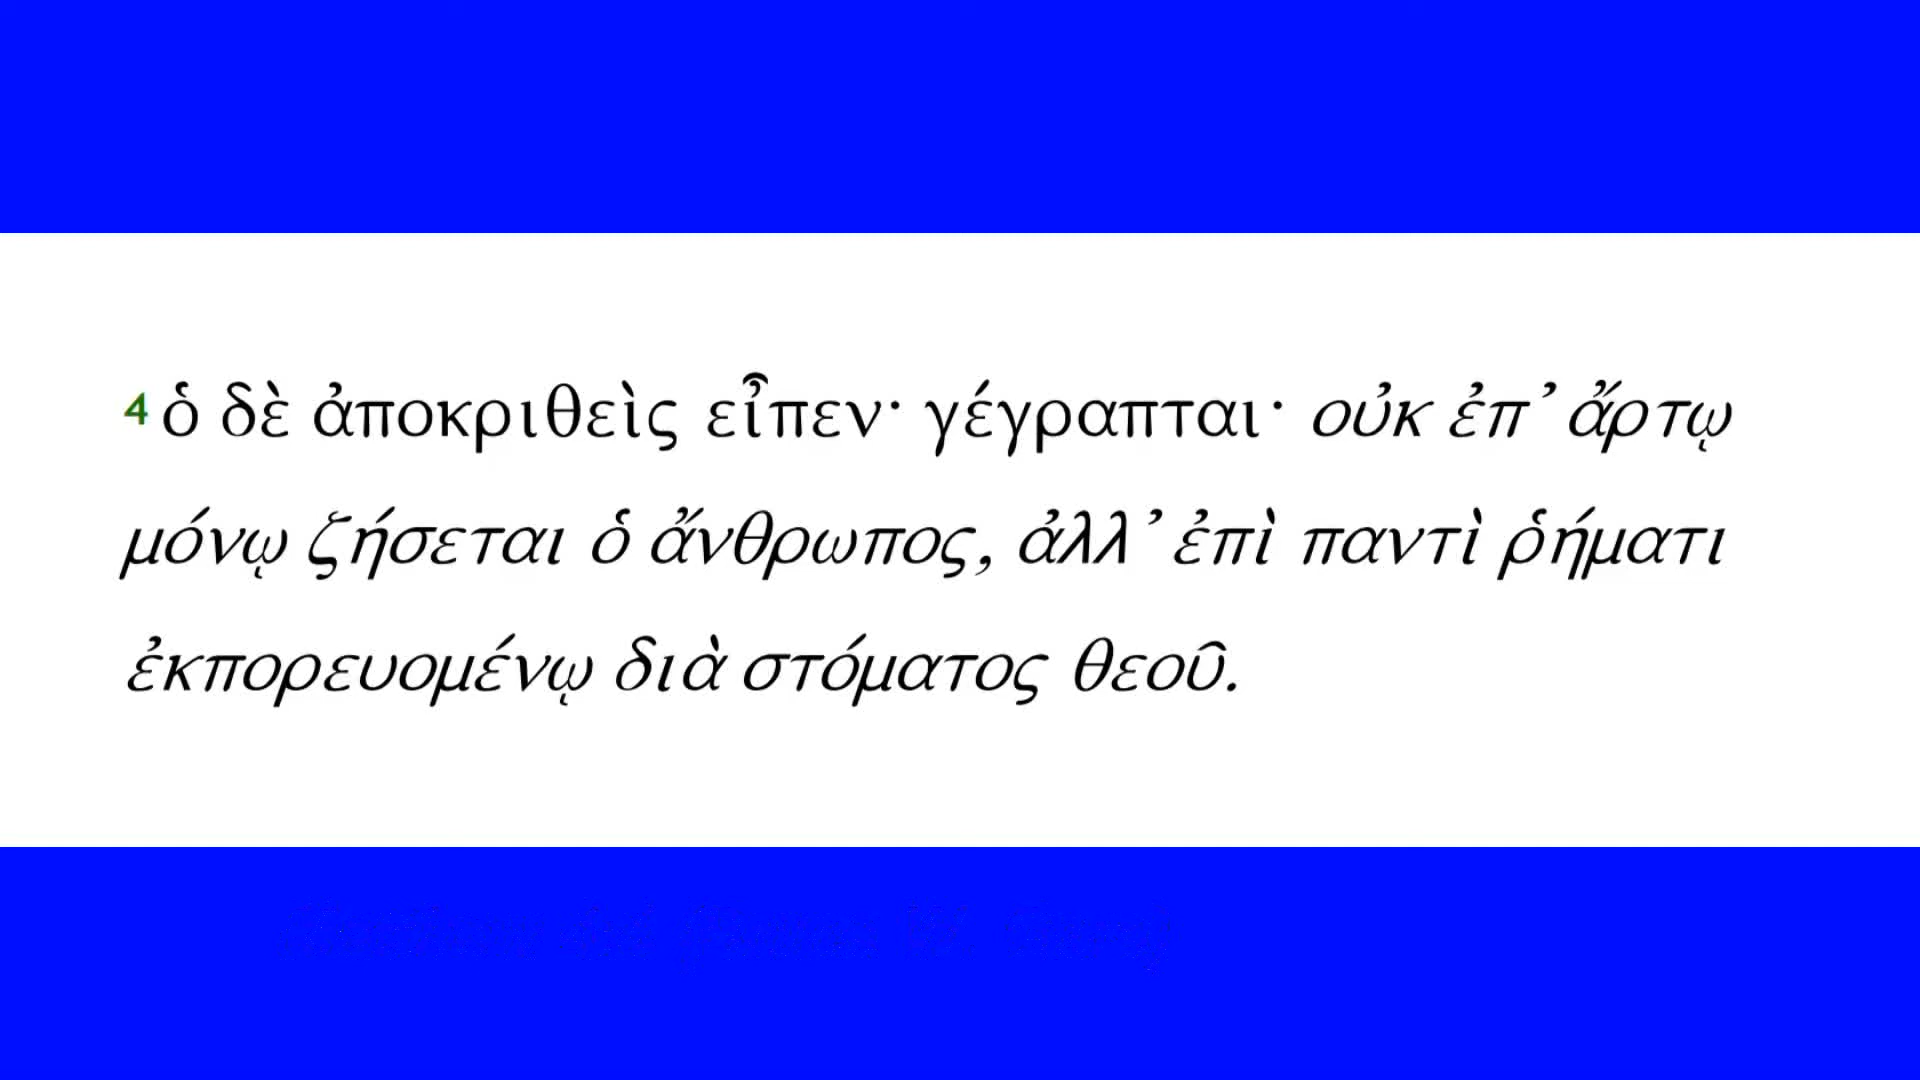 4 ὁ δὲ ἀποκριθεὶς εἶπεν· γέγραπται· οὐκ ἐπ’ ἄρτῳ
μόνῳ ζήσεται ὁ ἄνθρωπος, ἀλλ’ ἐπὶ παντὶ ῥήματι
ἐκπορευομένῳ διὰ στόματος θεοῦ.